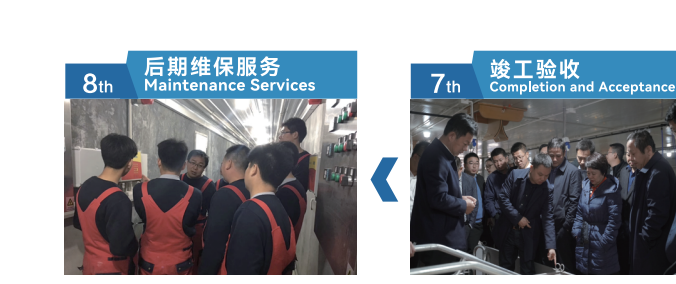 8th
后期维保服务
Maintenance Services
7th
竣工验收
Completion and Acceptance